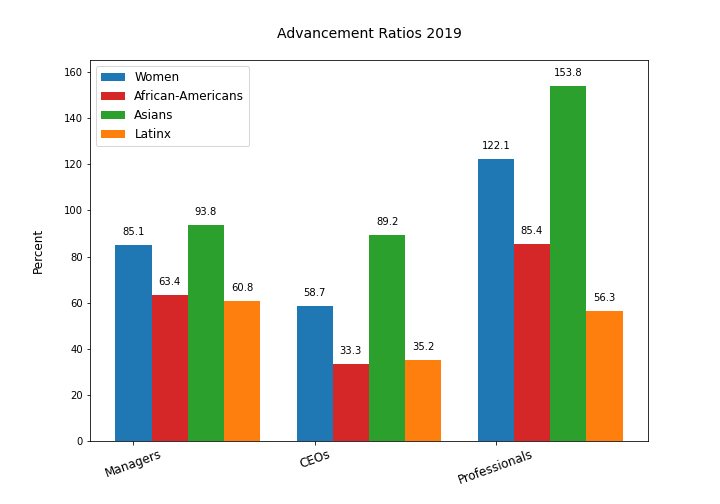 Advancement Ratios 2019
Women
African-Americans
Asians
Latinx
Percent
160
140
120
100
80
60
40
20
0
85.1
63.4
93.8
60.8
58.7
33.3
89.2
35.2
122.1
85.4
153.8
56.3
Managers
CEOs
Professionals